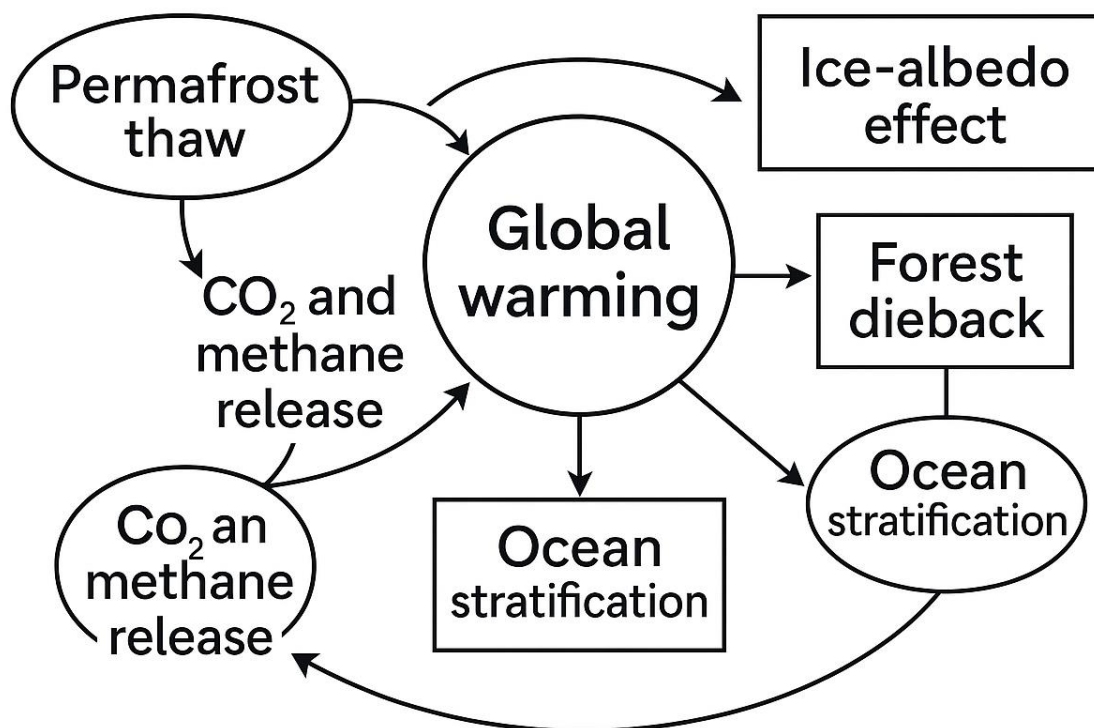 Permafrost
thaw
Ice-albedo
effect
Global
warming
Forest
dieback
CO₂ and
methane
release
Ocean
stratification
Co₂ an
methane
release
Ocean
stratification